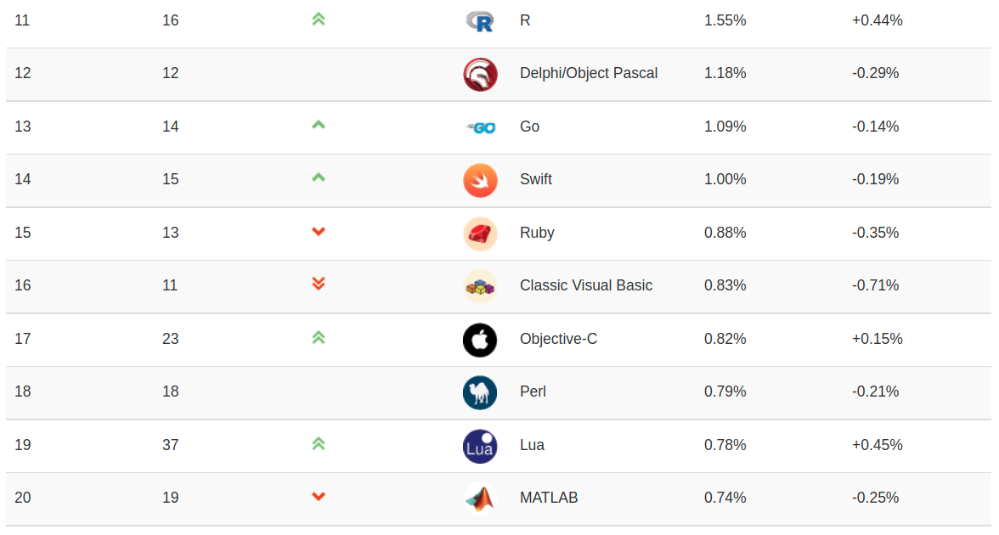 11 16 R 1.55% +0.44%
12 12 Delphi/Object Pascal 1.18% -0.29%
13 14 GO Go 1.09% -0.14%
14 15 Swift 1.00% -0.19%
15 13 Ruby 0.88% -0.35%
16 11 Classic Visual Basic 0.83% -0.71%
17 23 Objective-C 0.82% +0.15%
18 18 Perl 0.79% -0.21%
19 37 Lua Lua 0.78% +0.45%
20 19 MATLAB 0.74% -0.25%